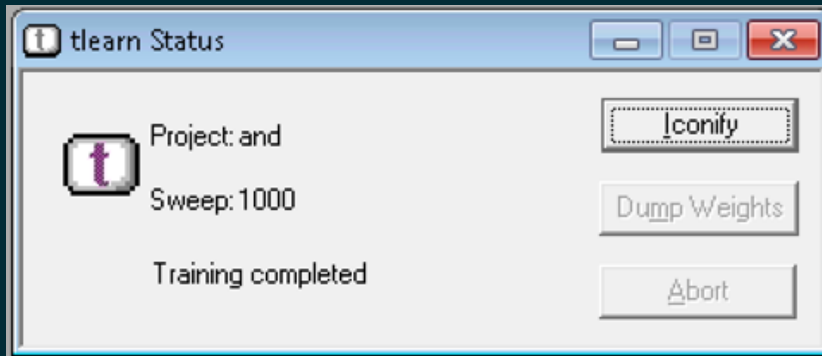 t tlearn Status
t
Project: and
Sweep: 1000
Training completed
Iconify
Dump Weights
Abort